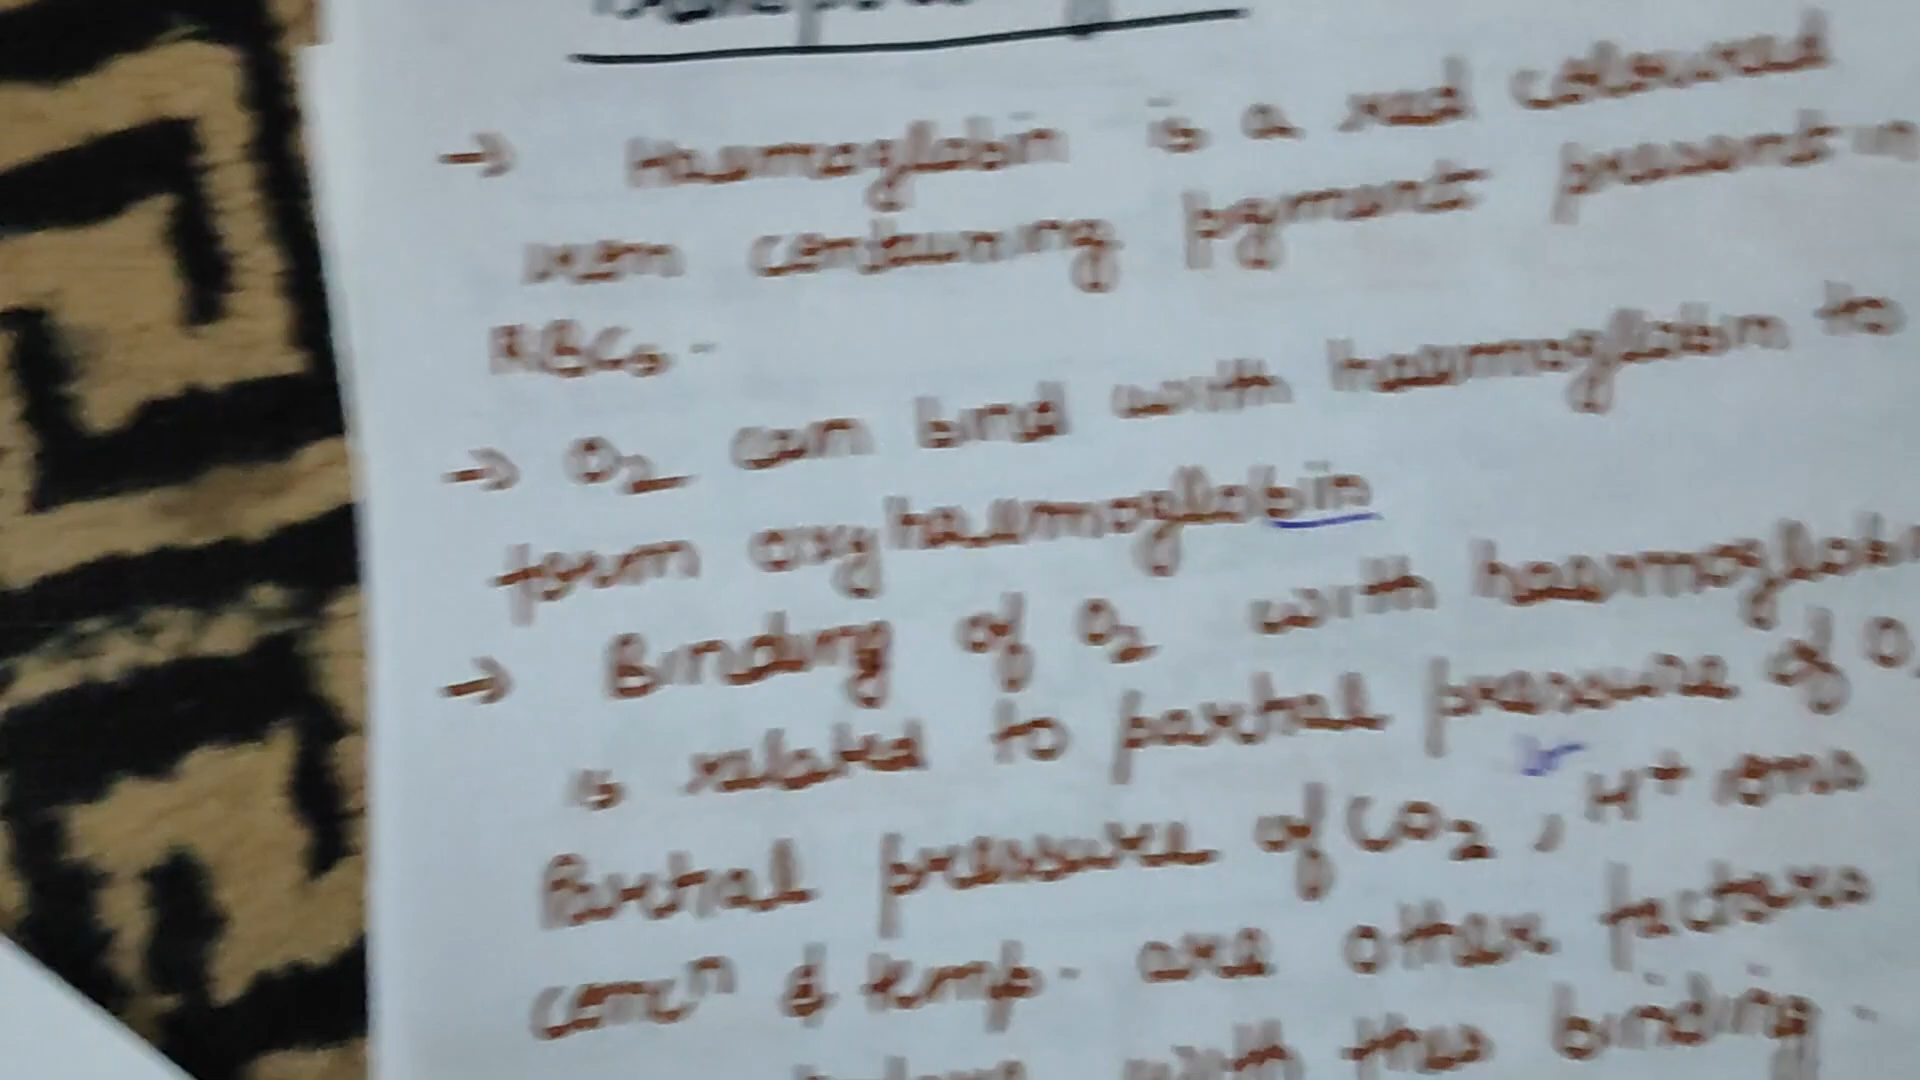 → Haemoglobin is a red coloured
iron containing pigment present in
RBCs -
→ O2 can bind with haemoglobin to
form oxyhaemoglobin
→ Binding of O2 with haemoglobin
is related to partial pressure of O
Partial pressure of CO2, H+ ions
concn & temp. are other factors
with this binding.